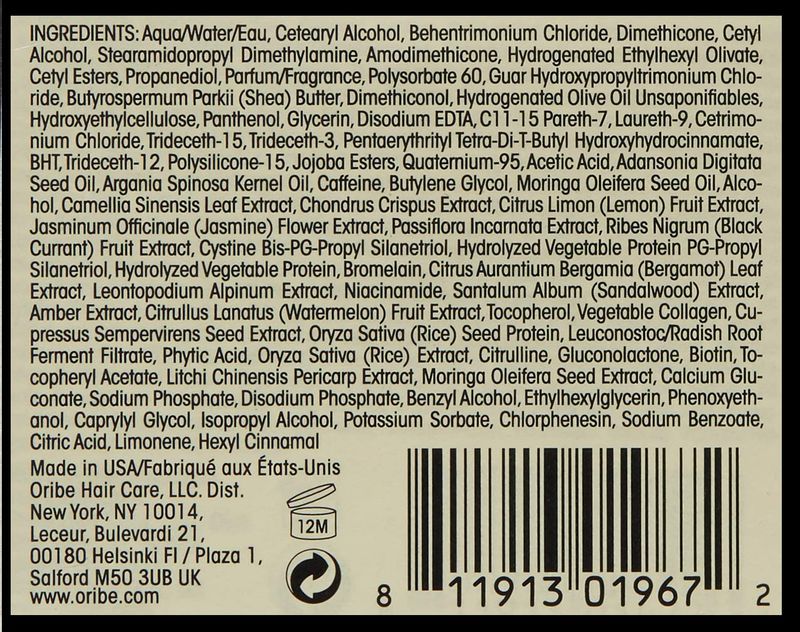 INGREDIENTS: Aqua/Water/Eau, Cetearyl Alcohol, Behentrimonium Chloride, Dimethicone, Cetyl
Alcohol, Stearamidopropyl Dimethylamine, Amodimethicone, Hydrogenated Ethylhexyl Olivate,
Cetyl Esters, Propanediol, Parfum/Fragrance, Polysorbate 60, Guar Hydroxypropyltrimonium Chlo-
ride, Butyrospermum Parkii (Shea) Butter, Dimethiconol, Hydrogenated Olive Oil Unsaponifiables,
Hydroxyethylcellulose, Panthenol, Glycerin, Disodium EDTA, C11-15 Pareth-7, Laureth-9, Cetrimo-
nium Chloride, Trideceth-15, Trideceth-3, Pentaerythrityl Tetra-Di-T-Butyl Hydroxyhydrocinnamate,
BHT, Trideceth-12, Polysilicone-15, Jojoba Esters, Quaternium-95, Acetic Acid, Adansonia Digitata
Seed Oil, Argania Spinosa Kernel Oil, Caffeine, Butylene Glycol, Moringa Oleifera Seed Oil, Alco-
hol, Camellia Sinensis Leaf Extract, Chondrus Crispus Extract, Citrus Limon (Lemon) Fruit Extract,
Jasminum Officinale (Jasmine) Flower Extract, Passiflora Incarnata Extract, Ribes Nigrum (Black
Currant) Fruit Extract, Cystine Bis-PG-Propyl Silanetriol, Hydrolyzed Vegetable Protein PG-Propyl
Silanetriol, Hydrolyzed Vegetable Protein, Bromelain, Citrus Aurantium Bergamia (Bergamot) Leaf
Extract, Leontopodium Alpinum Extract, Niacinamide, Santalum Album (Sandalwood) Extract,
Amber Extract, Citrullus Lanatus (Watermelon) Fruit Extract, Tocopherol, Vegetable Collagen, Cu-
pressus Sempervirens Seed Extract, Oryza Sativa (Rice) Seed Protein, Leuconostoc/Radish Root
Ferment Filtrate, Phytic Acid, Oryza Sativa (Rice) Extract, Citrulline, Gluconolactone, Biotin, To-
copheryl Acetate, Litchi Chinensis Pericarp Extract, Moringa Oleifera Seed Extract, Calcium Glu-
conate, Sodium Phosphate, Disodium Phosphate, Benzyl Alcohol, Ethylhexylglycerin, Phenoxyeth-
anol, Caprylyl Glycol, Isopropyl Alcohol, Potassium Sorbate, Chlorphenesin, Sodium Benzoate,
Citric Acid, Limonene, Hexyl Cinnamal
Made in USA/Fabriqué aux États-Unis
Oribe Hair Care, LLC. Dist.
New York, NY 10014,
Leceur, Bulevardi 21,
00180 Helsinki FI / Plaza 1,
Salford M50 3UB UK
www.oribe.com
12M
8 11913 01967 2